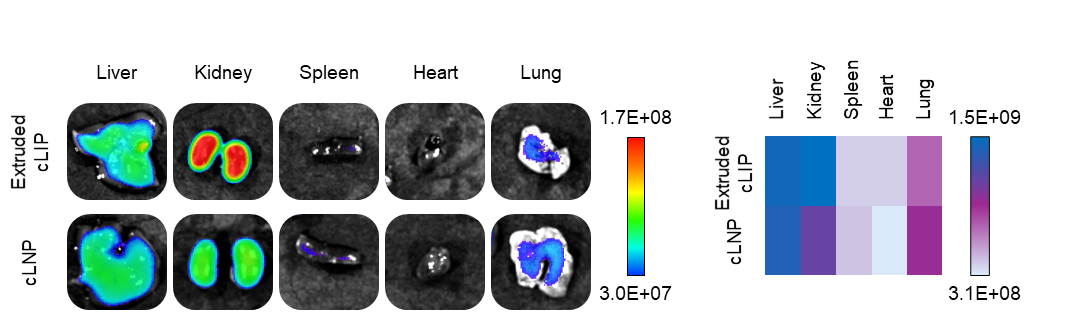 Liver Kidney Spleen Heart Lung
Extruded
cLIP
cLNP
1.7E+08
3.0E+07
Liver
Kidney
Spleen
Heart
Lung
Extruded
cLIP
cLNP
1.5E+09
3.1E+08